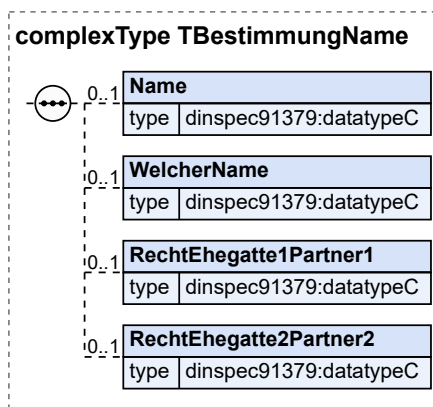 complexType TBestimmungName
0..1 Name
type dinspec91379:datatypeC
0..1 WelcherName
type dinspec91379:datatypeC
0..1 RechtEhegatte1Partner1
type dinspec91379:datatypeC
0..1 RechtEhegatte2Partner2
type dinspec91379:datatypeC